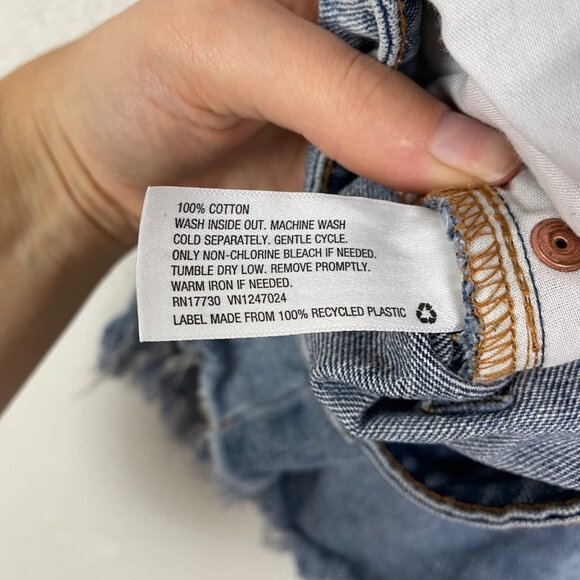 100% COTTON
WASH INSIDE OUT. MACHINE WASH
COLD SEPARATELY. GENTLE CYCLE.
ONLY NON-CHLORINE BLEACH IF NEEDED.
TUMBLE DRY LOW. REMOVE PROMPTLY.
WARM IRON IF NEEDED.
RN17730 VN1247024
LABEL MADE FROM 100% RECYCLED PLASTIC